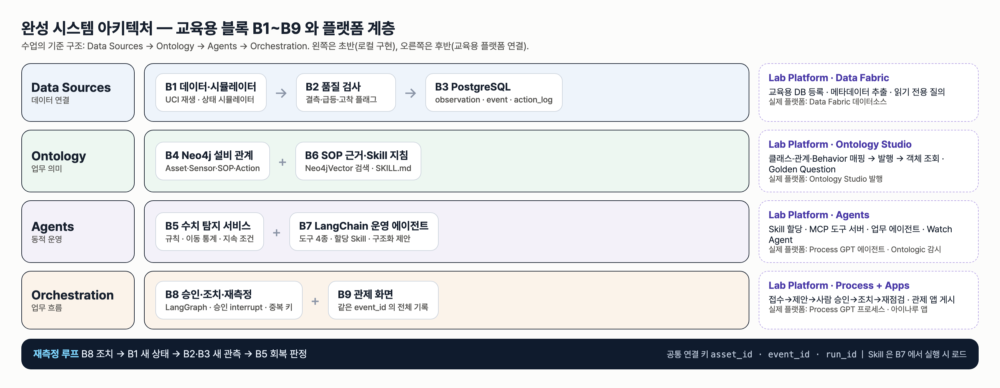 완성 시스템 아키텍처 — 교육용 블록 B1~B9 와 플랫폼 계층
수업의 기준 구조: Data Sources → Ontology → Agents → Orchestration. 왼쪽은 초반(로컬 구현), 오른쪽은 후반(교육용 플랫폼 연결).
Data Sources
데이터 연결
B1 데이터·시뮬레이터
UCI 재생 · 상태 시뮬레이터
→
B2 품질 검사
결측·급등·고착 플래그
→
B3 PostgreSQL
observation · event · action_log
Lab Platform · Data Fabric
교육용 DB 등록 · 메타데이터 추출 · 읽기 전용 질의
실제 플랫폼: Data Fabric 데이터소스
Ontology
업무 의미
B4 Neo4j 설비 관계
Asset·Sensor·SOP·Action
+
B6 SOP 근거·Skill 지침
Neo4jVector 검색 · SKILL.md
Lab Platform · Ontology Studio
클래스·관계·Behavior 매핑 → 발행 → 객체 조회 ·
Golden Question
실제 플랫폼: Ontology Studio 발행
Agents
동적 운영
B5 수치 탐지 서비스
규칙 · 이동 통계 · 지속 조건
+
B7 LangChain 운영 에이전트
도구 4종 · 할당 Skill · 구조화 제안
Lab Platform · Agents
Skill 할당 · MCP 도구 서버 · 업무 에이전트 · Watch
Agent
실제 플랫폼: Process GPT 에이전트 · Ontologic 감시
Orchestration
업무 흐름
B8 승인·조치·재측정
LangGraph · 승인 interrupt · 중복 키
+
B9 관제 화면
같은 event_id 의 전체 기록
Lab Platform · Process + Apps
접수→제안→사람 승인→조치→재점검 · 관제 앱 게시
실제 플랫폼: Process GPT 프로세스 · 아이나루 앱
재측정 루프 B8 조치 → B1 새 상태 → B2·B3 새 관측 → B5 회복 판정
공통 연결 키 asset_id · event_id · run_id | Skill 은 B7 에서 실행 시 로드